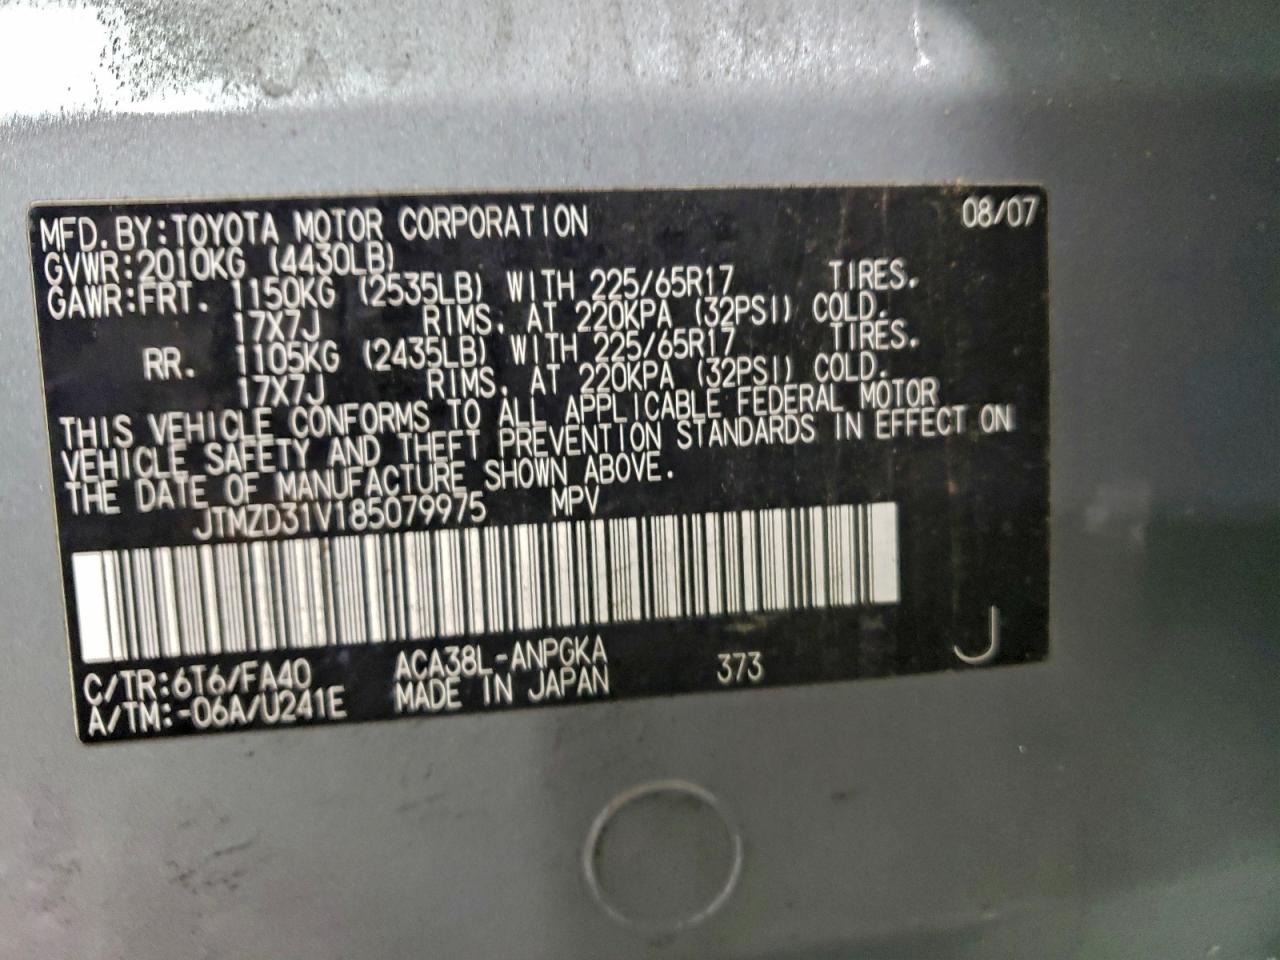 MFD. BY: TOYOTA MOTOR CORPORATION 08/07
GVWR: 2010KG (4430LB)
GAWR: FRT. 1150KG (2535LB) WITH 225/65R17 TIRES.
17X7J RIMS. AT 220KPA (32PSI) COLD.
RR. 1105KG (2435LB) WITH 225/65R17 TIRES.
17X7J RIMS. AT 220KPA (32PSI) COLD.
THIS VEHICLE CONFORMS TO ALL APPLICABLE FEDERAL MOTOR
VEHICLE SAFETY AND THEFT PREVENTION STANDARDS IN EFFECT ON
THE DATE OF MANUFACTURE SHOWN ABOVE.
JTMZD31V185079975 MPV
C/TR: 6T6/FA40 ACA38L-ANPGKA 373 J
A/TM: -06A/U241E MADE IN JAPAN